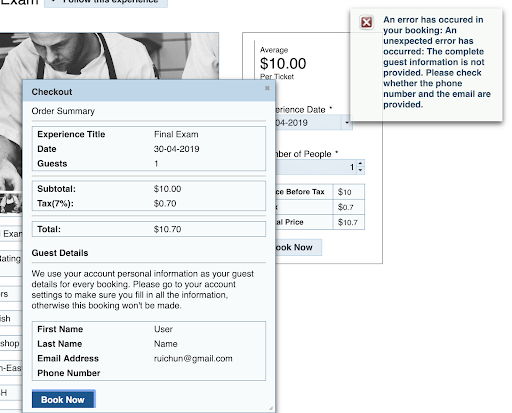 Exam
Follow this experience
An error has occured in
your booking: An
unexpected error has
occurred: The complete
guest information is not
provided. Please check
whether the phone
number and the email are
provided.
Average
$10.00
Per Ticket
erience Date *
04-2019
mber of People *
1
ce Before Tax $10
x $0.7
al Price $10.7
ook Now
Checkout
Order Summary
Experience Title Final Exam
Date 30-04-2019
Guests 1
Subtotal: $10.00
Tax(7%): $0.70
Total: $10.70
Guest Details
We use your account personal information as your guest
details for every booking. Please go to your account
settings to make sure you fill in all the information,
otherwise this booking won't be made.
First Name User
Last Name Name
Email Address ruichun@gmail.com
Phone Number
Book Now
l Exam
Rating
rs
ish
shop
n-Eas
H